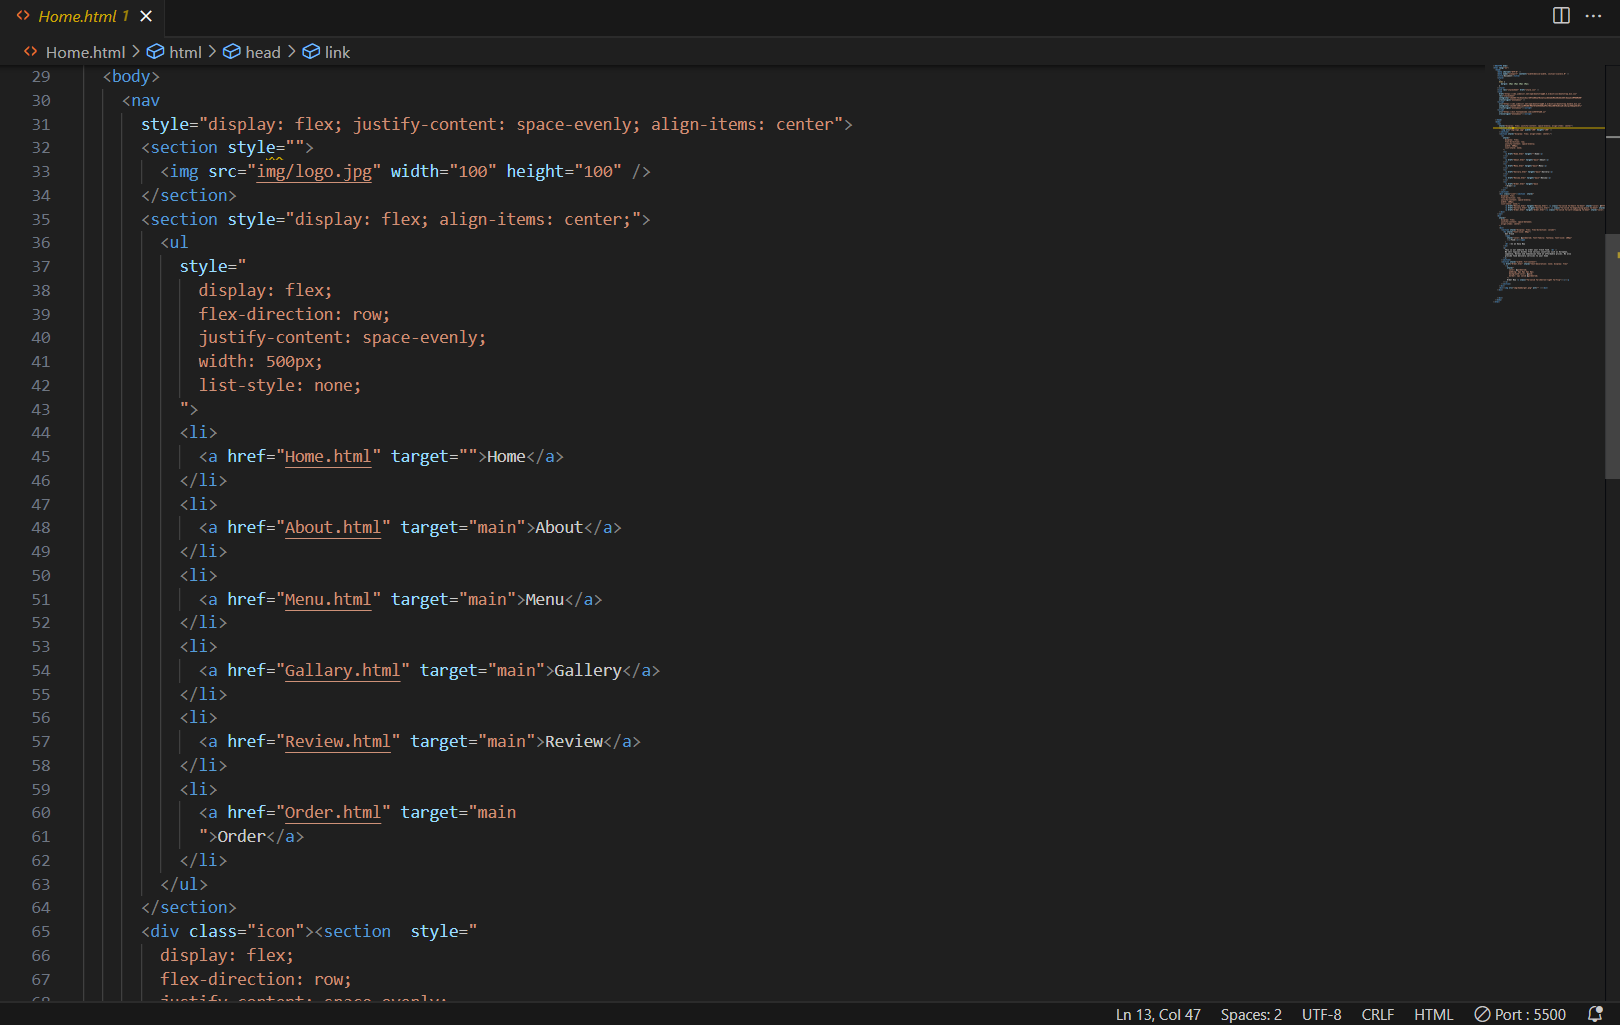 Home.html 1
Home.html > html > head > link
29 <body>
30 <nav
31 style="display: flex; justify-content: space-evenly; align-items: center">
32 <section style="">
33 <img src="img/logo.jpg" width="100" height="100" />
34 </section>
35 <section style="display: flex; align-items: center;">
36 <ul
37 style="
38 display: flex;
39 flex-direction: row;
40 justify-content: space-evenly;
41 width: 500px;
42 list-style: none;
43 ">
44 <li>
45 <a href="Home.html" target="">Home</a>
46 </li>
47 <li>
48 <a href="About.html" target="main">About</a>
49 </li>
50 <li>
51 <a href="Menu.html" target="main">Menu</a>
52 </li>
53 <li>
54 <a href="Gallary.html" target="main">Gallery</a>
55 </li>
56 <li>
57 <a href="Review.html" target="main">Review</a>
58 </li>
59 <li>
60 <a href="Order.html" target="main
61 ">Order</a>
62 </li>
63 </ul>
64 </section>
65 <div class="icon"><section  style="
66 display: flex;
67 flex-direction: row;
68 justify-content: space-evenly;
Ln 13, Col 47 Spaces: 2 UTF-8 CRLF HTML Port : 5500